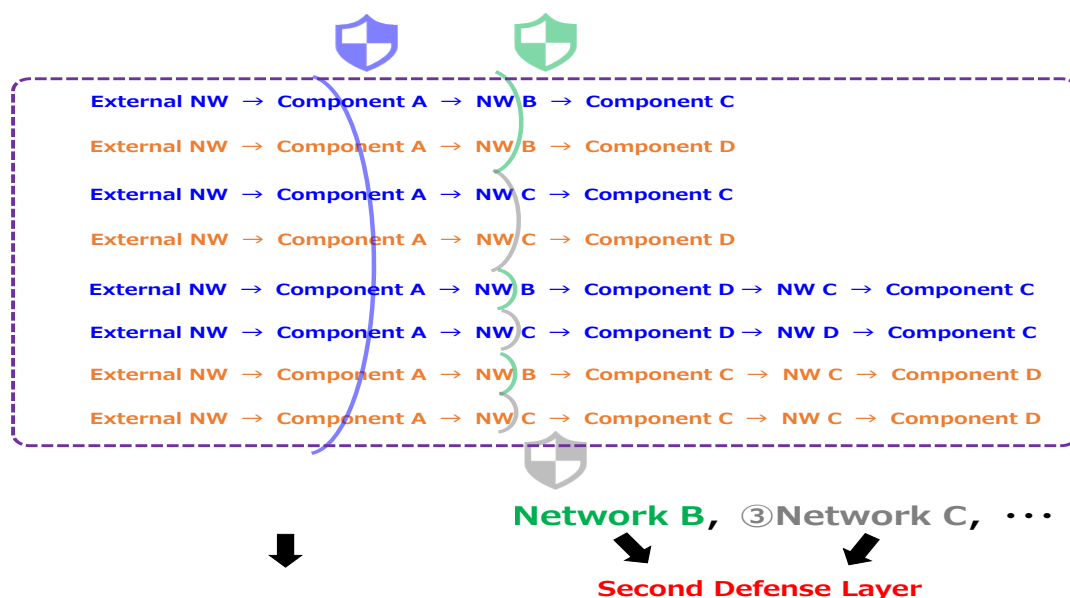 External NW → Component A → NW B → Component C
External NW → Component A → NW B → Component D
External NW → Component A → NW C → Component C
External NW → Component A → NW C → Component D
External NW → Component A → NW B → Component D → NW C → Component C
External NW → Component A → NW C → Component D → NW D → Component C
External NW → Component A → NW B → Component C → NW C → Component D
External NW → Component A → NW C → Component C → NW C → Component D
Network B, ③Network C, ・・・
Second Defense Layer